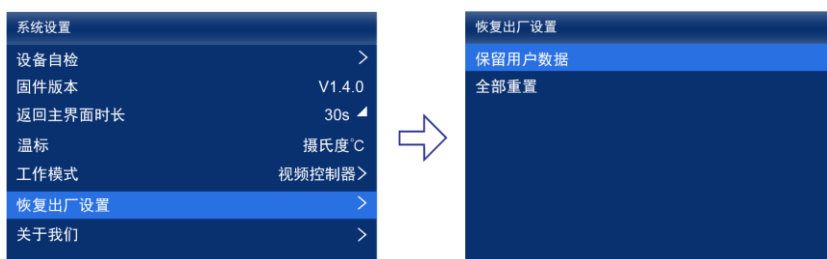 系统设置
设备自检 >
固件版本 V1.4.0
返回主界面时长 30s
温标 摄氏度℃
工作模式 视频控制器>
恢复出厂设置 >
关于我们 >
恢复出厂设置
保留用户数据
全部重置